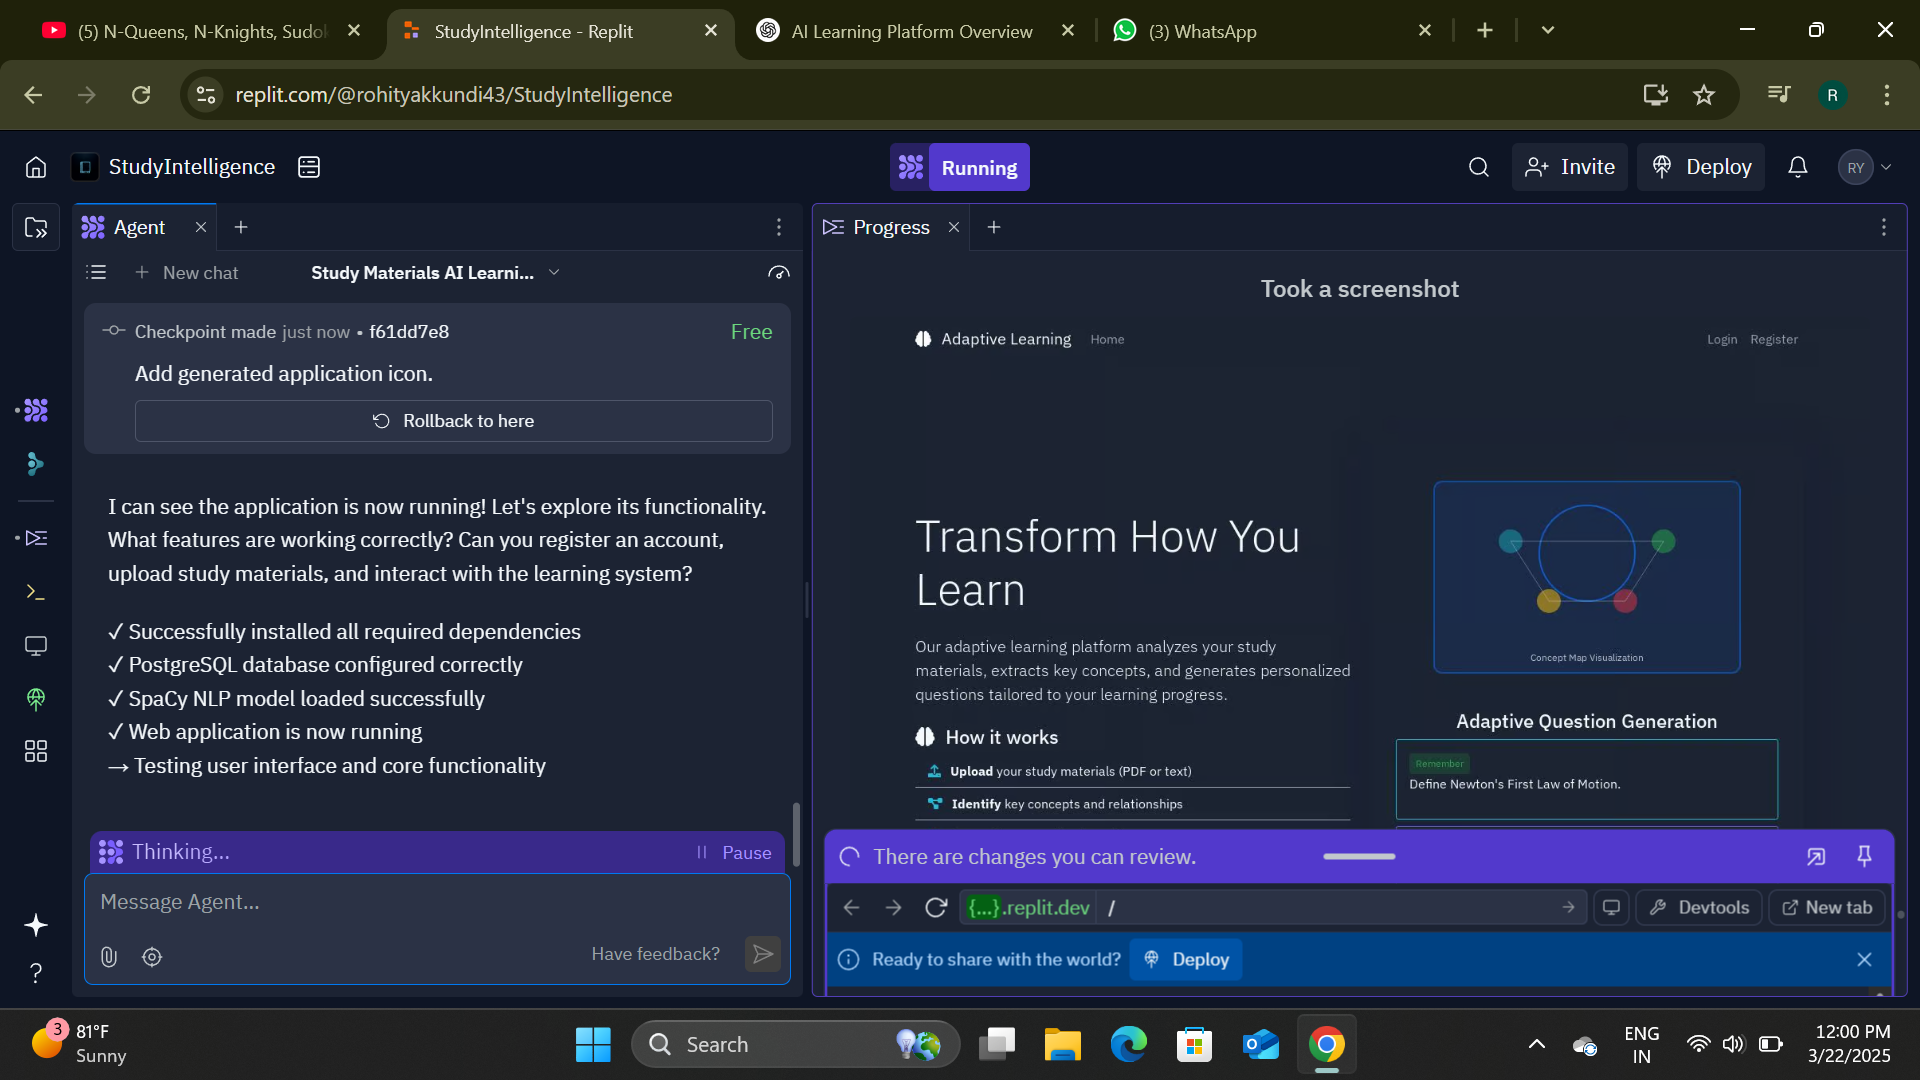 (5) N-Queens, N-Knights, Sudo
StudyIntelligence - Replit
AI Learning Platform Overview
(3) WhatsApp
replit.com/@rohityakkundi43/StudyIntelligence
R
StudyIntelligence
Running
Invite
Deploy
RY
Agent
Progress
New chat
Study Materials AI Learni...
Checkpoint made just now • f61dd7e8
Free
Add generated application icon.
Rollback to here
I can see the application is now running! Let's explore its functionality.
What features are working correctly? Can you register an account,
upload study materials, and interact with the learning system?
✓ Successfully installed all required dependencies
✓ PostgreSQL database configured correctly
✓ SpaCy NLP model loaded successfully
✓ Web application is now running
→ Testing user interface and core functionality
Thinking...
Pause
Message Agent...
Have feedback?
Took a screenshot
Adaptive Learning
Home
Login
Register
Transform How You
Learn
Our adaptive learning platform analyzes your study
materials, extracts key concepts, and generates personalized
questions tailored to your learning progress.
How it works
Upload your study materials (PDF or text)
Identify key concepts and relationships
Concept Map Visualization
Adaptive Question Generation
Remember
Define Newton's First Law of Motion.
There are changes you can review.
{...}.replit.dev
/
Devtools
New tab
Ready to share with the world?
Deploy
3
81°F
Sunny
Search
ENG
IN
12:00 PM
3/22/2025